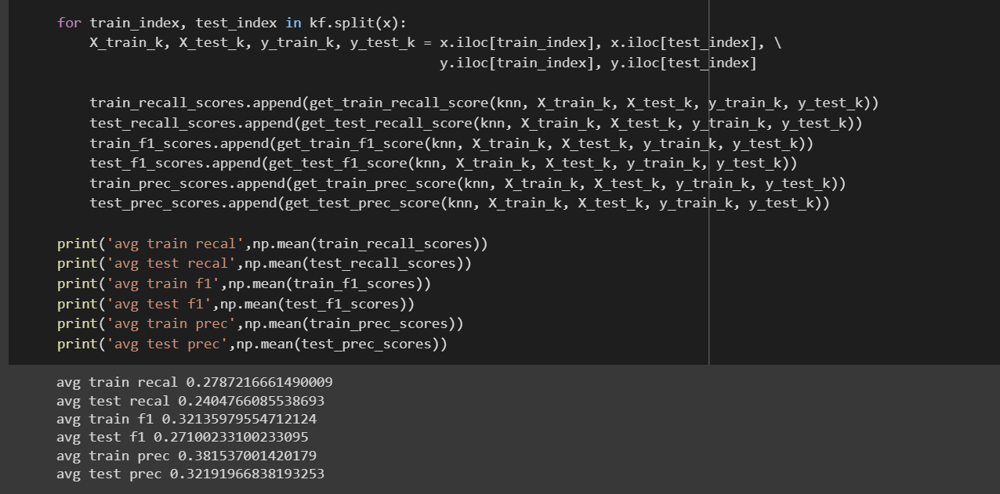 for train_index, test_index in kf.split(x):
X_train_k, X_test_k, y_train_k, y_test_k = x.iloc[train_index], x.iloc[test_index], \
y.iloc[train_index], y.iloc[test_index]
train_recall_scores.append(get_train_recall_score(knn, X_train_k, X_test_k, y_train_k, y_test_k))
test_recall_scores.append(get_test_recall_score(knn, X_train_k, X_test_k, y_train_k, y_test_k))
train_f1_scores.append(get_train_f1_score(knn, X_train_k, X_test_k, y_train_k, y_test_k))
test_f1_scores.append(get_test_f1_score(knn, X_train_k, X_test_k, y_train_k, y_test_k))
train_prec_scores.append(get_train_prec_score(knn, X_train_k, X_test_k, y_train_k, y_test_k))
test_prec_scores.append(get_test_prec_score(knn, X_train_k, X_test_k, y_train_k, y_test_k))
print('avg train recal',np.mean(train_recall_scores))
print('avg test recal',np.mean(test_recall_scores))
print('avg train f1',np.mean(train_f1_scores))
print('avg test f1',np.mean(test_f1_scores))
print('avg train prec',np.mean(train_prec_scores))
print('avg test prec',np.mean(test_prec_scores))
avg train recal 0.2787216661490009
avg test recal 0.2404766085538693
avg train f1 0.32135979554712124
avg test f1 0.27100233100233095
avg train prec 0.381537001420179
avg test prec 0.32191966838193253